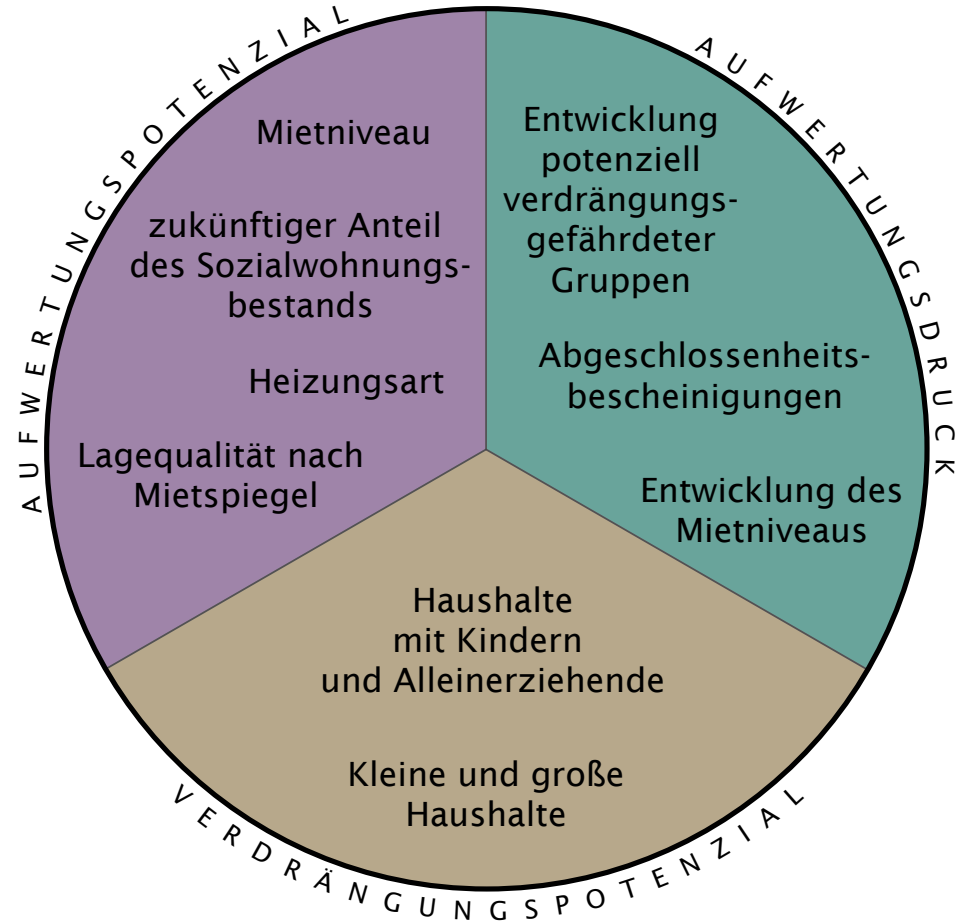 AUFWERTUNGSPOTENZIAL
Mietniveau
zukünftiger Anteil
des Sozialwohnungs-
bestands
Heizungsart
Lagequalität nach
Mietspiegel
AUFWERTUNGSDRUCK
Entwicklung
potenziell
verdrängungs-
gefährdeter
Gruppen
Abgeschlossenheits-
bescheinigungen
Entwicklung des
Mietniveaus
Haushalte
mit Kindern
und Alleinerziehende
Kleine und große
Haushalte
VERDRÄNGUNGSPOTENZIAL